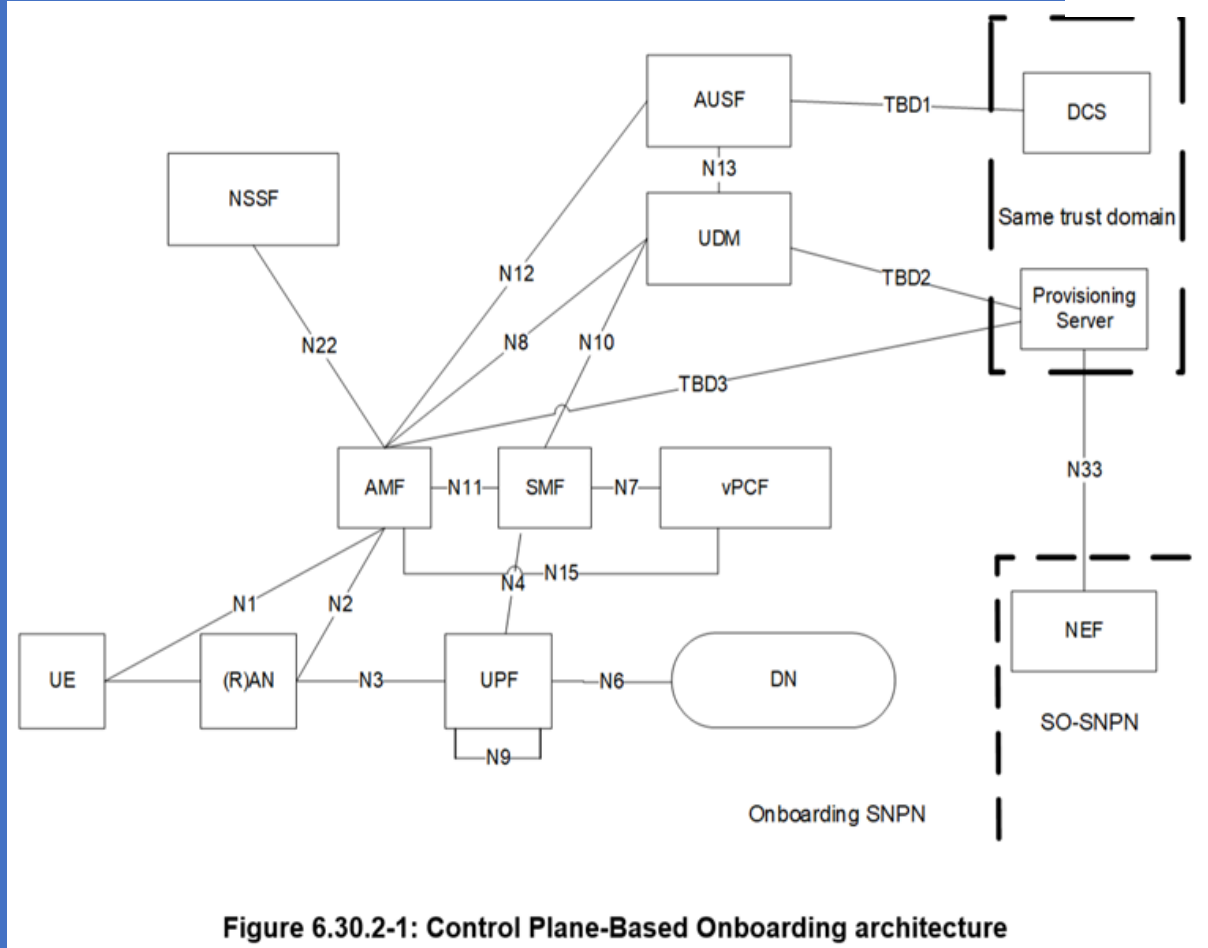 AUSF
TBD1
DCS
N13
NSSF
UDM
Same trust domain
N12
TBD2
Provisioning
Server
N22
N8
N10
TBD3
N33
AMF
N11
SMF
N7
vPCF
N15
N4
N1
N2
NEF
UE
(R)AN
N3
UPF
N6
DN
SO-SNPN
N9
Onboarding SNPN
Figure 6.30.2-1: Control Plane-Based Onboarding architecture